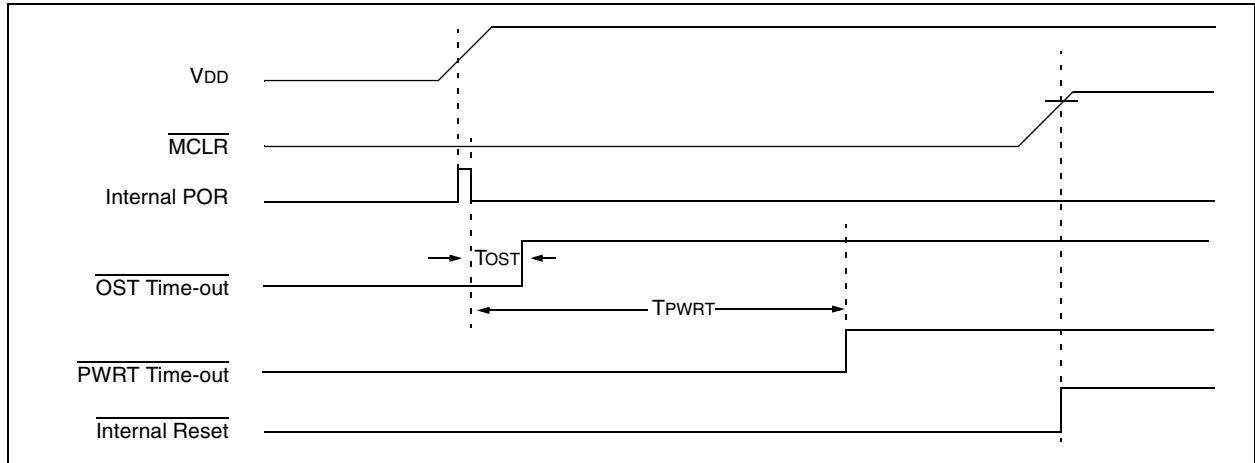 VDD
MCLR
Internal POR
TOST
OST Time-out
TPWRT
PWRT Time-out
Internal Reset